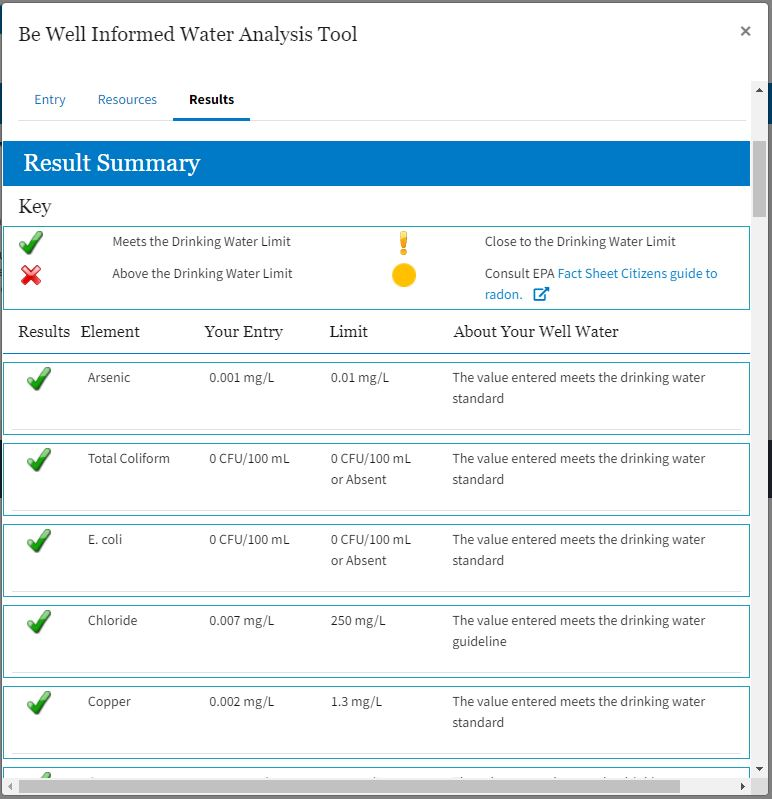 Be Well Informed Water Analysis Tool ×
Entry Resources Results
Result Summary
Key
Meets the Drinking Water Limit Close to the Drinking Water Limit
Above the Drinking Water Limit Consult EPA Fact Sheet Citizens guide to
radon.
Results Element Your Entry Limit About Your Well Water
Arsenic 0.001 mg/L 0.01 mg/L The value entered meets the drinking water
standard
Total Coliform 0 CFU/100 mL 0 CFU/100 mL The value entered meets the drinking water
or Absent standard
E. coli 0 CFU/100 mL 0 CFU/100 mL The value entered meets the drinking water
or Absent standard
Chloride 0.007 mg/L 250 mg/L The value entered meets the drinking water
guideline
Copper 0.002 mg/L 1.3 mg/L The value entered meets the drinking water
standard